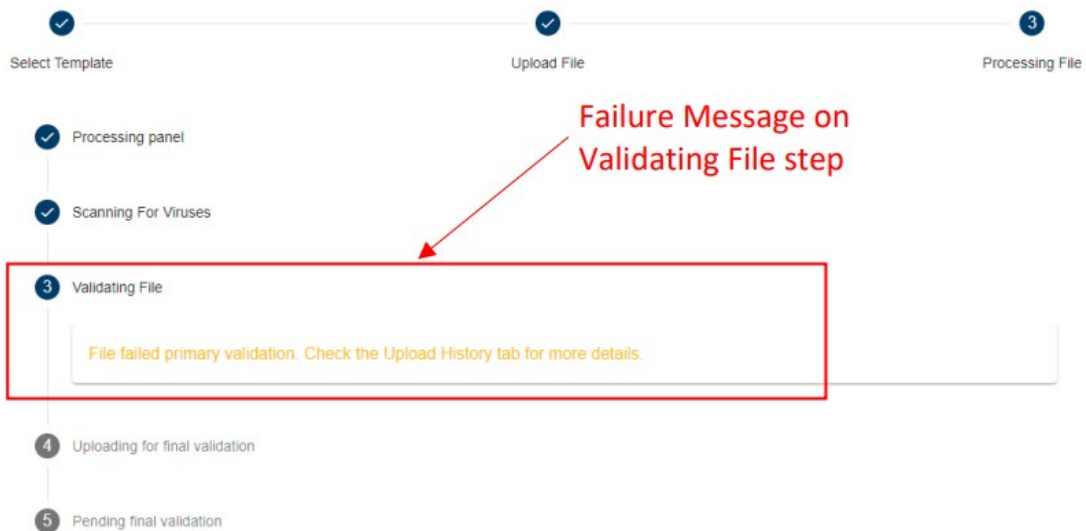 3
Select Template
Upload File
Processing File
Failure Message on
Validating File step
Processing panel
Scanning For Viruses
3 Validating File
File failed primary validation. Check the Upload History tab for more details.
4 Uploading for final validation
5 Pending final validation